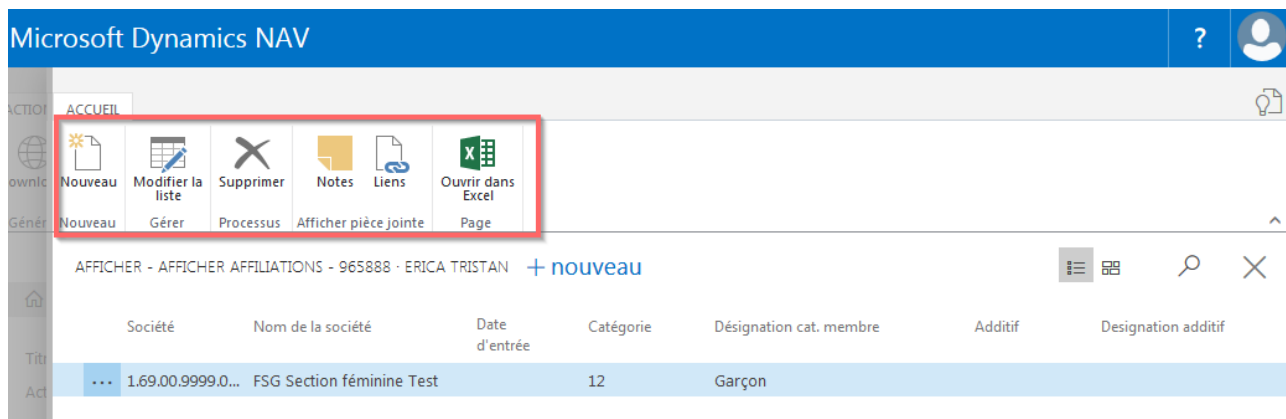 Microsoft Dynamics NAV ?
ACTION ACCUEIL
Nouveau Modifier la liste Supprimer Notes Liens Ouvrir dans Excel
Nouveau Gérer Processus Afficher pièce jointe Page
AFFICHER - AFFICHER AFFILIATIONS - 965888 · ERICA TRISTAN + nouveau
Société Nom de la société Date d'entrée Catégorie Désignation cat. membre Additif Designation additif
... 1.69.00.9999.0... FSG Section féminine Test 12 Garçon